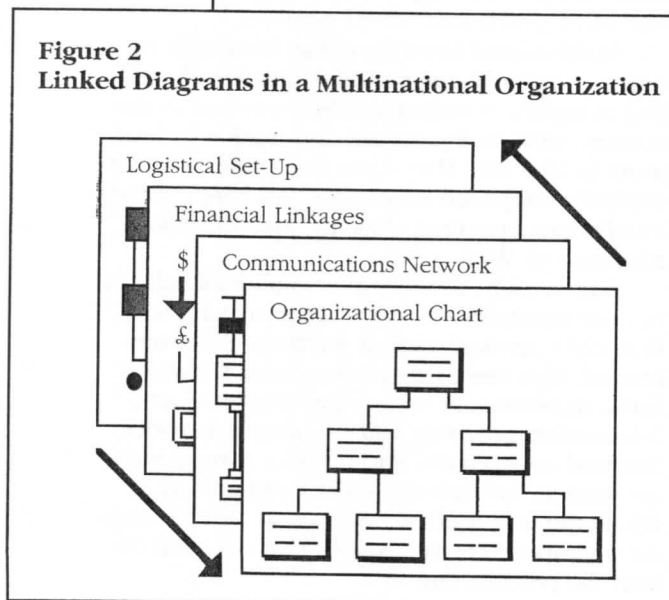 Figure 2
Linked Diagrams in a Multinational Organization
Logistical Set-Up
Financial Linkages
$
£
Communications Network
Organizational Chart